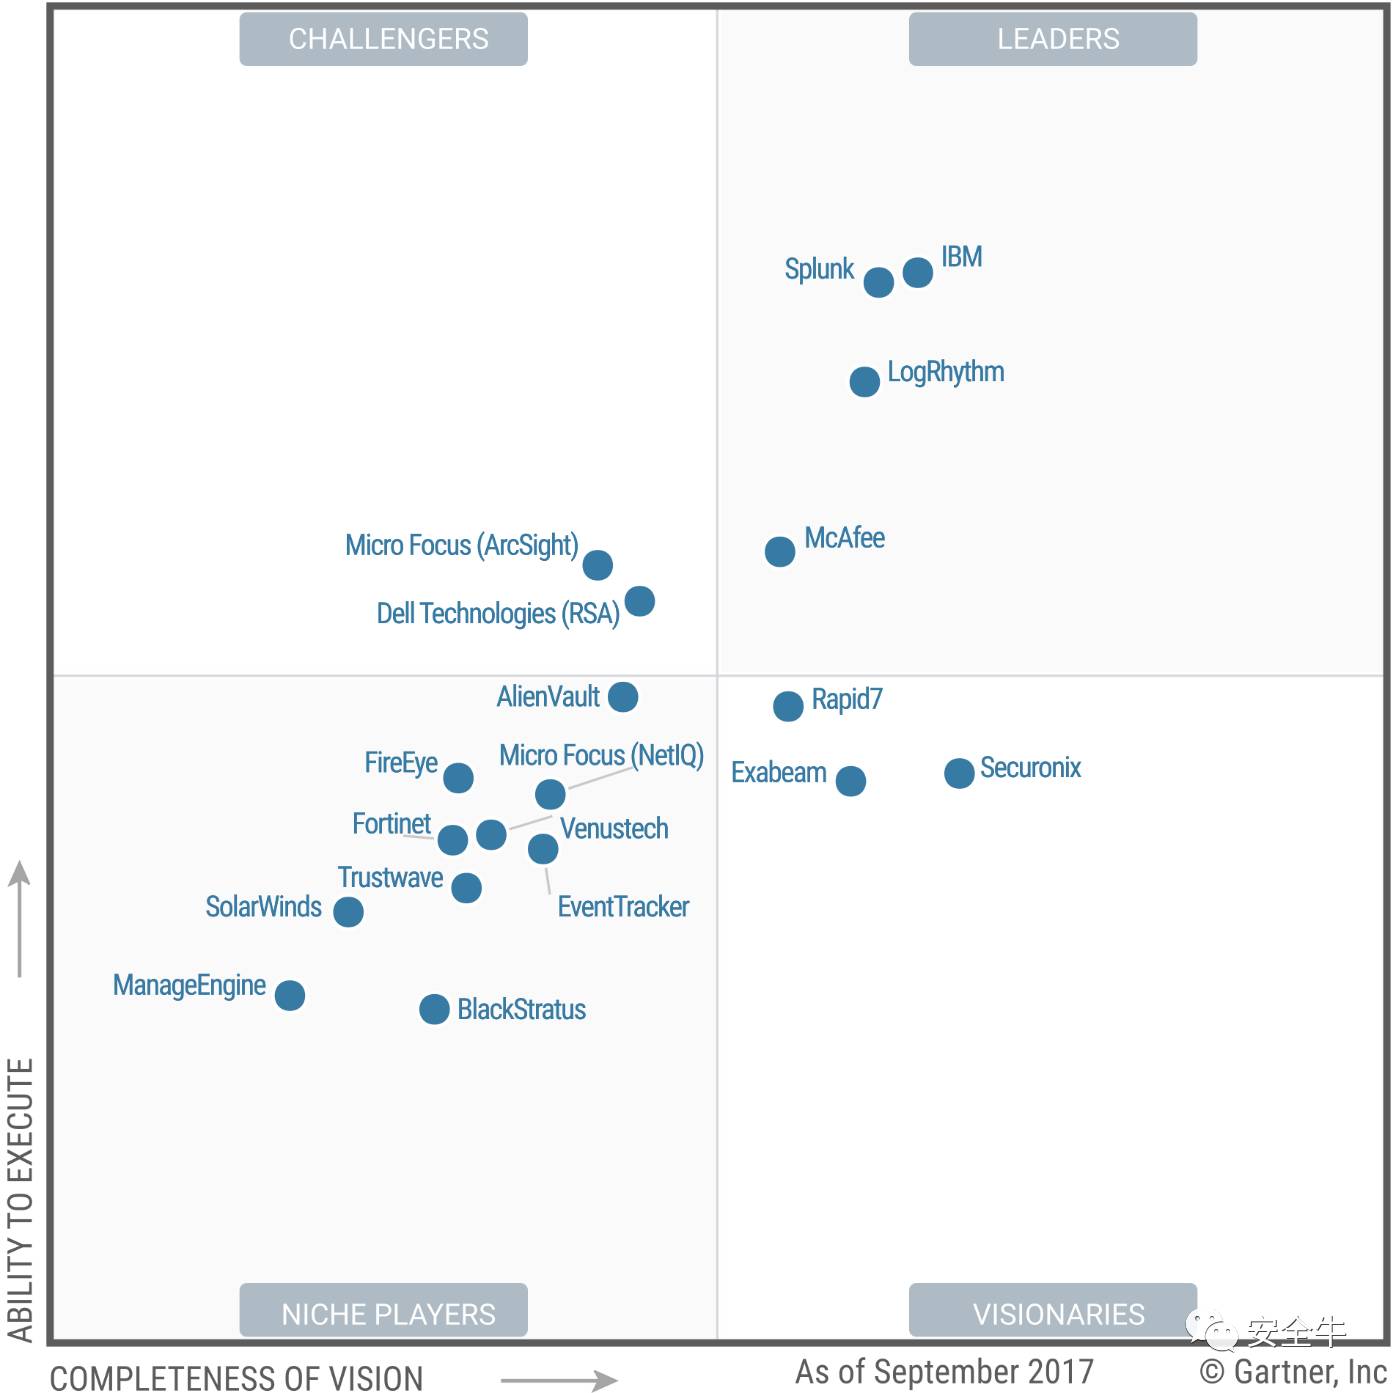 CHALLENGERS
LEADERS
IBM
Splunk
LogRhythm
McAfee
Micro Focus (ArcSight)
Dell Technologies (RSA)
AlienVault
Rapid7
Micro Focus (NetIQ)
FireEye
Exabeam
Securonix
Fortinet
Venustech
Trustwave
SolarWinds
EventTracker
ManageEngine
BlackStratus
ABILITY TO EXECUTE
NICHE PLAYERS
VISIONARIES
安全牛
COMPLETENESS OF VISION
As of September 2017
© Gartner, Inc